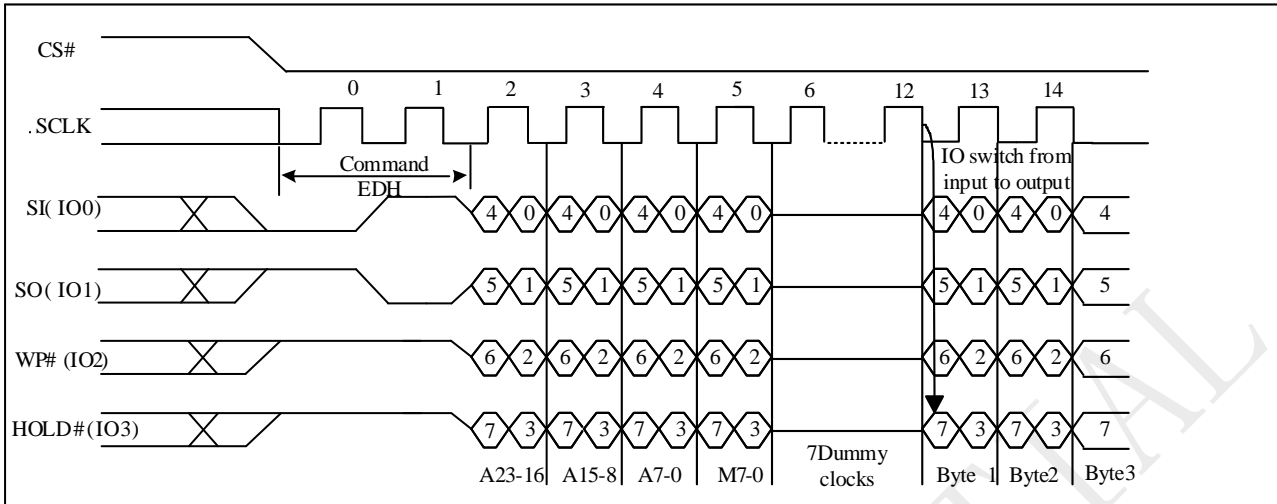 CS#
0 1 2 3 4 5 6 12 13 14
.SCLK
Command
EDH
IO switch from
input to output
SI( IO0) 4 0 4 0 4 0 4 0 4 0 4 0 4
SO( IO1) 5 1 5 1 5 1 5 1 5 1 5 1 5
WP# (IO2) 6 2 6 2 6 2 6 2 6 2 6 2 6
HOLD#(IO3) 7 3 7 3 7 3 7 3 7 3 7 3 7
A23-16 A15-8 A7-0 M7-0 7Dummy
clocks
Byte 1 Byte2 Byte3